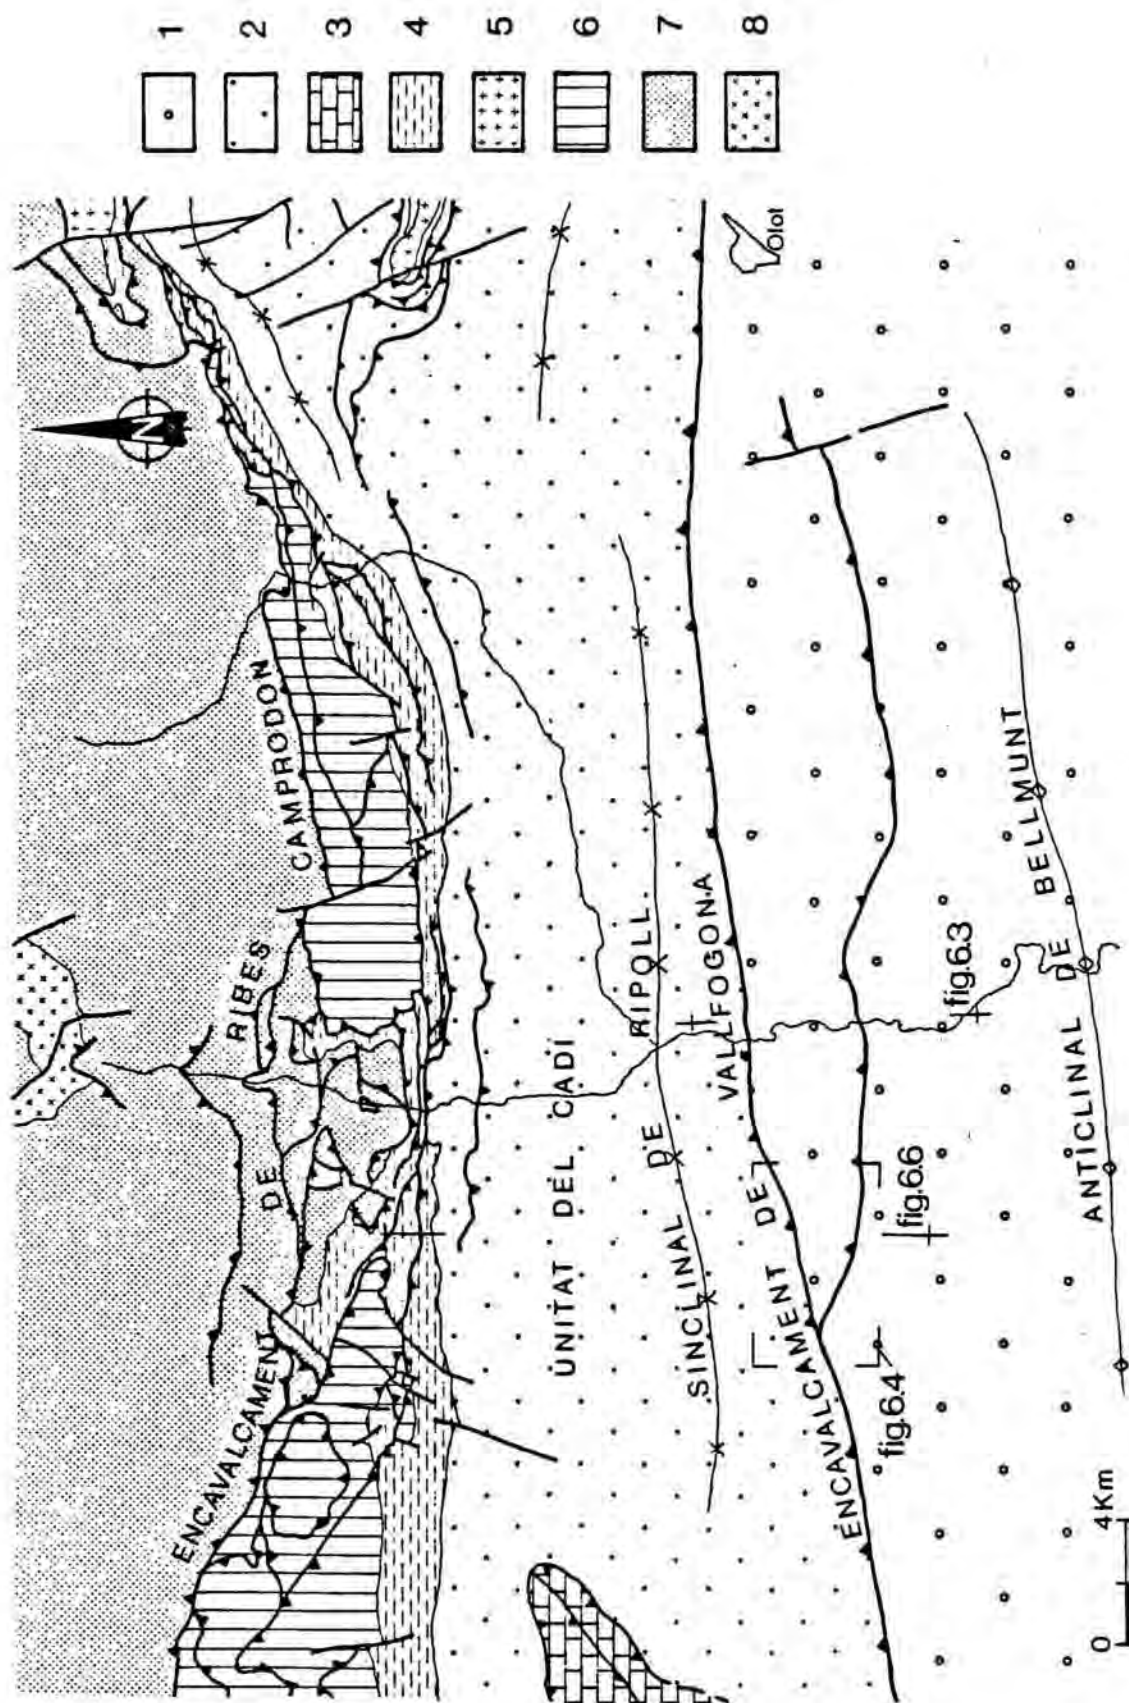 1
2
3
4
5
6
7
8
N
ENCAVALCAMENT DE RIBES CAMPRODON
UNITAT DEL CADÍ
SINCLINAL DE RIPOLL
ENCAVALCAMENT DE VALLFOGONA
Olot
fig.6.3
fig.6.6
fig.6.4
ANTICLINAL DE BELLMUNT
0 4Km